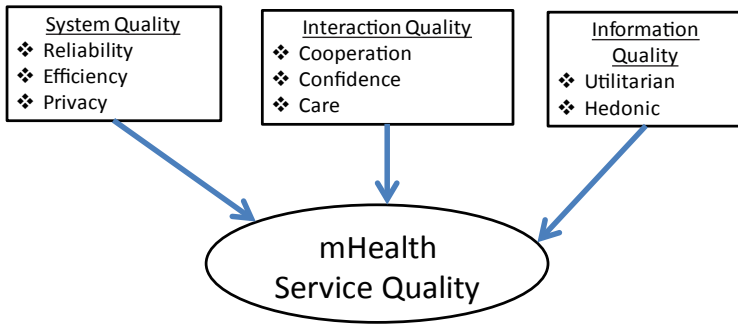 System Quality
❖ Reliability
❖ Efficiency
❖ Privacy
Interaction Quality
❖ Cooperation
❖ Confidence
❖ Care
Information
Quality
❖ Utilitarian
❖ Hedonic
mHealth
Service Quality